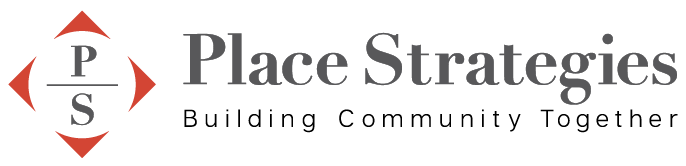 P
S
Place Strategies
Building Community Together